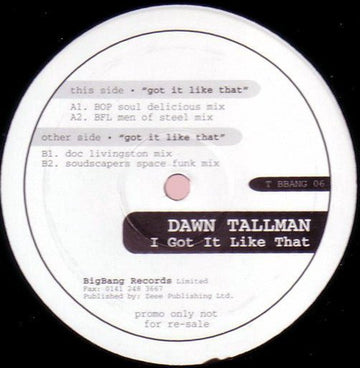 this side • "got it like that"
A1. BOP soul delicious mix
A2. BFL men of steel mix
other side • "got it like that"
B1. doc livingston mix
B2. soudscapers space funk mix
T BBANG 06
DAWN TALLMAN
I Got It Like That
BigBang Records Limited
Fax: 0141 248 3667
Published by: Zeee Publishing Ltd.
promo only not
for re-sale